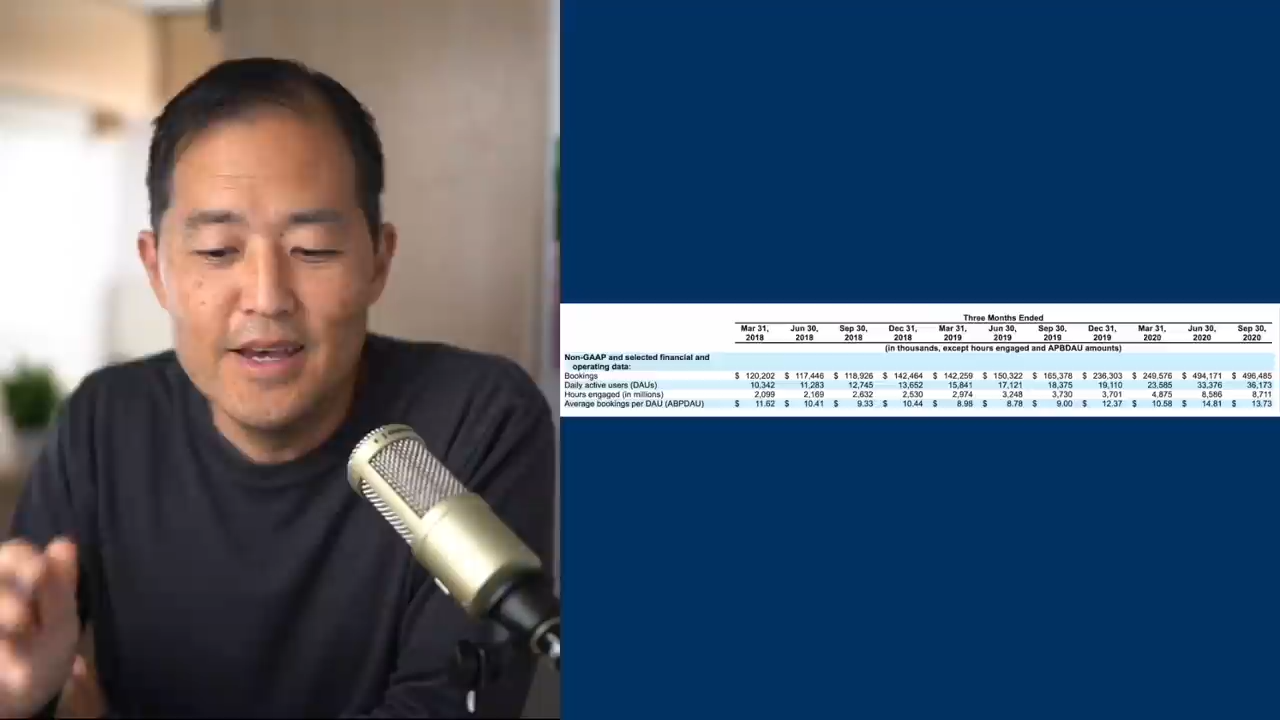 Three Months Ended
Mar 31, Jun 30, Sep 30, Dec 31, Mar 31, Jun 30, Sep 30, Dec 31, Mar 31, Jun 30, Sep 30,
2018 2018 2018 2018 2019 2019 2019 2019 2020 2020 2020
(in thousands, except hours engaged and APBDAU amounts)
Non-GAAP and selected financial and
operating data:
Bookings $ 120,202 $ 117,446 $ 118,926 $ 142,464 $ 142,259 $ 150,322 $ 165,378 $ 236,303 $ 249,576 $ 494,171 $ 496,485
Daily active users (DAUs) 10,342 11,283 12,745 13,652 15,841 17,121 18,375 19,110 23,585 33,376 36,173
Hours engaged (in millions) 2,099 2,169 2,632 2,530 2,974 3,248 3,730 3,701 4,875 8,586 8,711
Average bookings per DAU (ABPDAU) $ 11.62 $ 10.41 $ 9.33 $ 10.44 $ 8.98 $ 8.78 $ 9.00 $ 12.37 $ 10.58 $ 14.81 $ 13.73